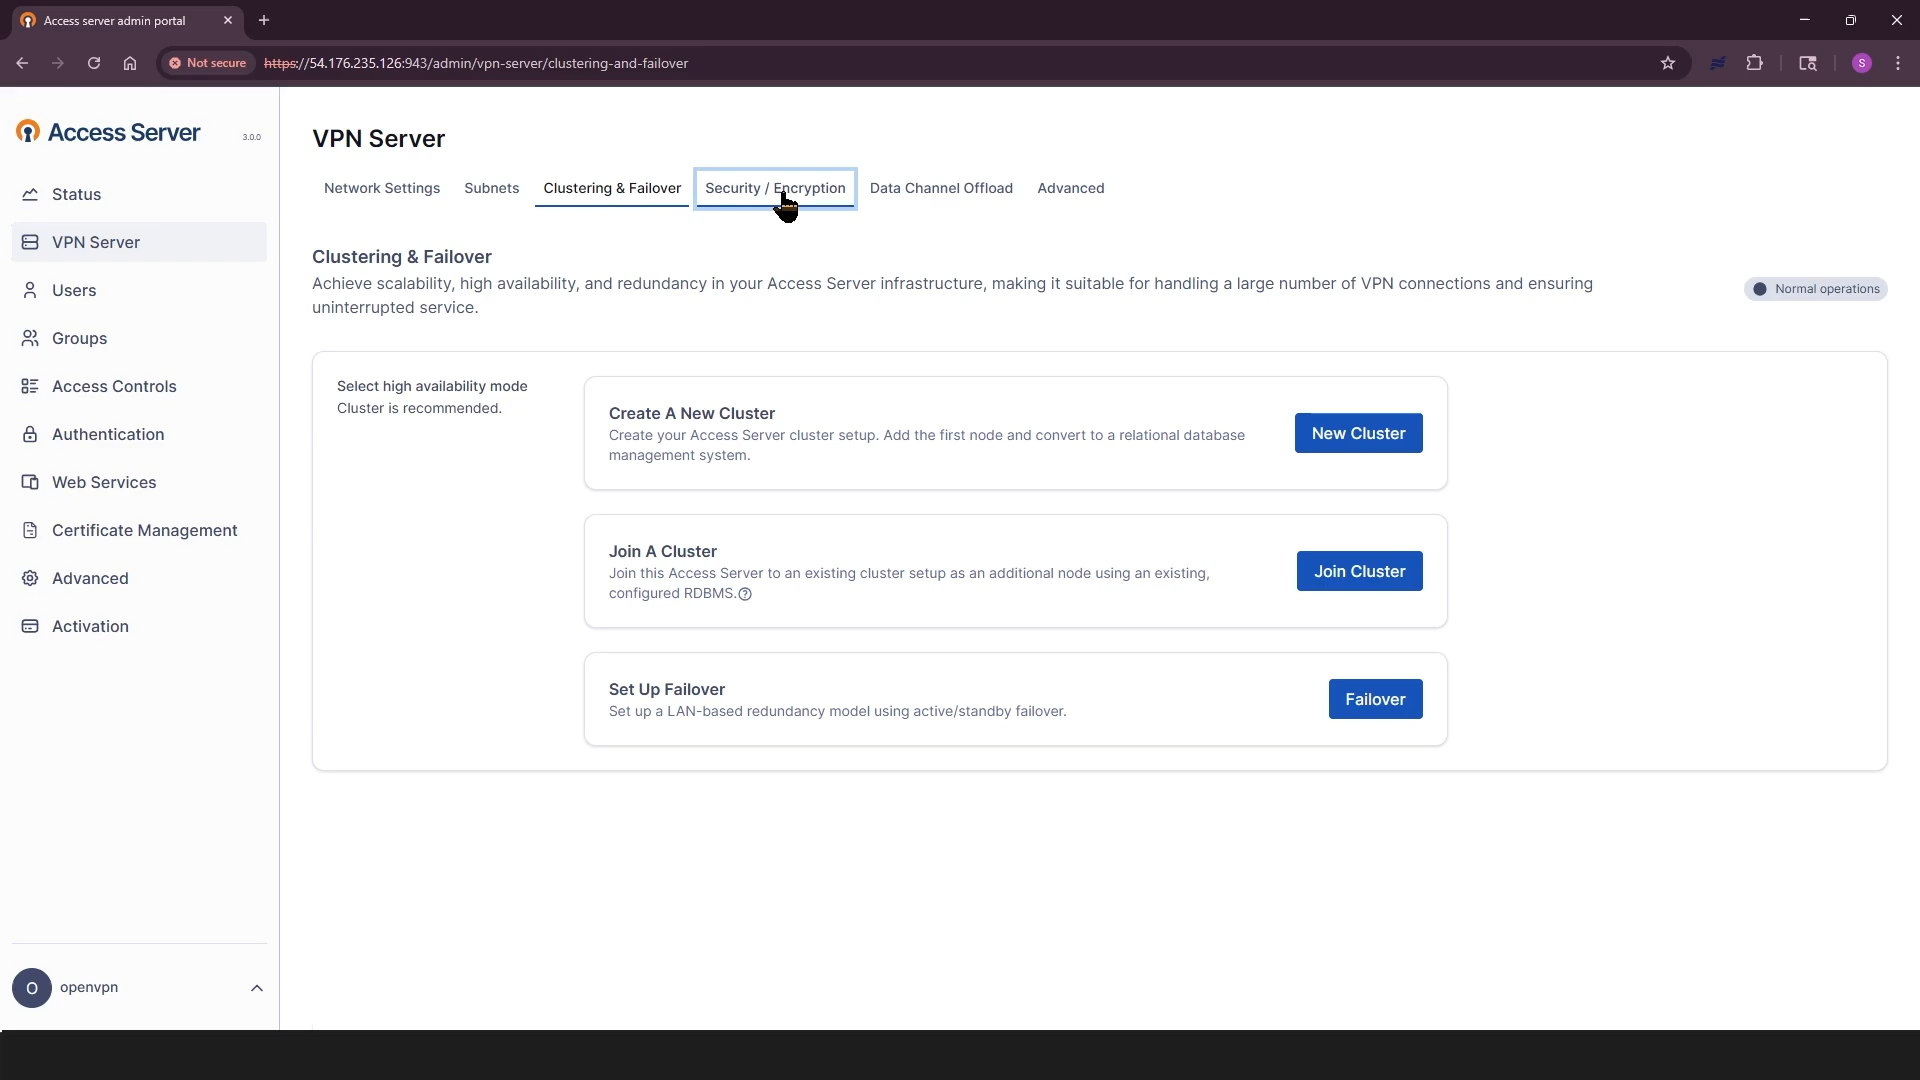 Access server admin portal
Not secure
https://54.176.235.126:943/admin/vpn-server/clustering-and-failover
S
Access Server
3.0.0
Status
VPN Server
Users
Groups
Access Controls
Authentication
Web Services
Certificate Management
Advanced
Activation
O
openvpn
VPN Server
Network Settings
Subnets
Clustering & Failover
Security / Encryption
Data Channel Offload
Advanced
Clustering & Failover
Achieve scalability, high availability, and redundancy in your Access Server infrastructure, making it suitable for handling a large number of VPN connections and ensuring
uninterrupted service.
Normal operations
Select high availability mode
Cluster is recommended.
Create A New Cluster
Create your Access Server cluster setup. Add the first node and convert to a relational database
management system.
New Cluster
Join A Cluster
Join this Access Server to an existing cluster setup as an additional node using an existing,
configured RDBMS.
Join Cluster
Set Up Failover
Set up a LAN-based redundancy model using active/standby failover.
Failover